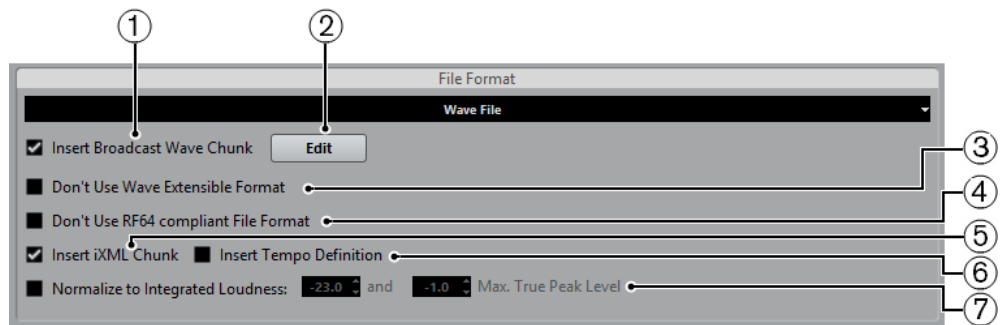 ① ②
File Format
Wave File
Insert Broadcast Wave Chunk Edit
③
Don't Use Wave Extensible Format
④
Don't Use RF64 compliant File Format
⑤
Insert iXML Chunk Insert Tempo Definition
⑥
Normalize to Integrated Loudness: -23.0 and -1.0 Max. True Peak Level
⑦